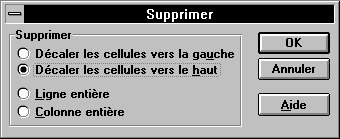 Supprimer
Supprimer
Décaler les cellules vers la gauche
Décaler les cellules vers le haut
Ligne entière
Colonne entière
OK
Annuler
Aide